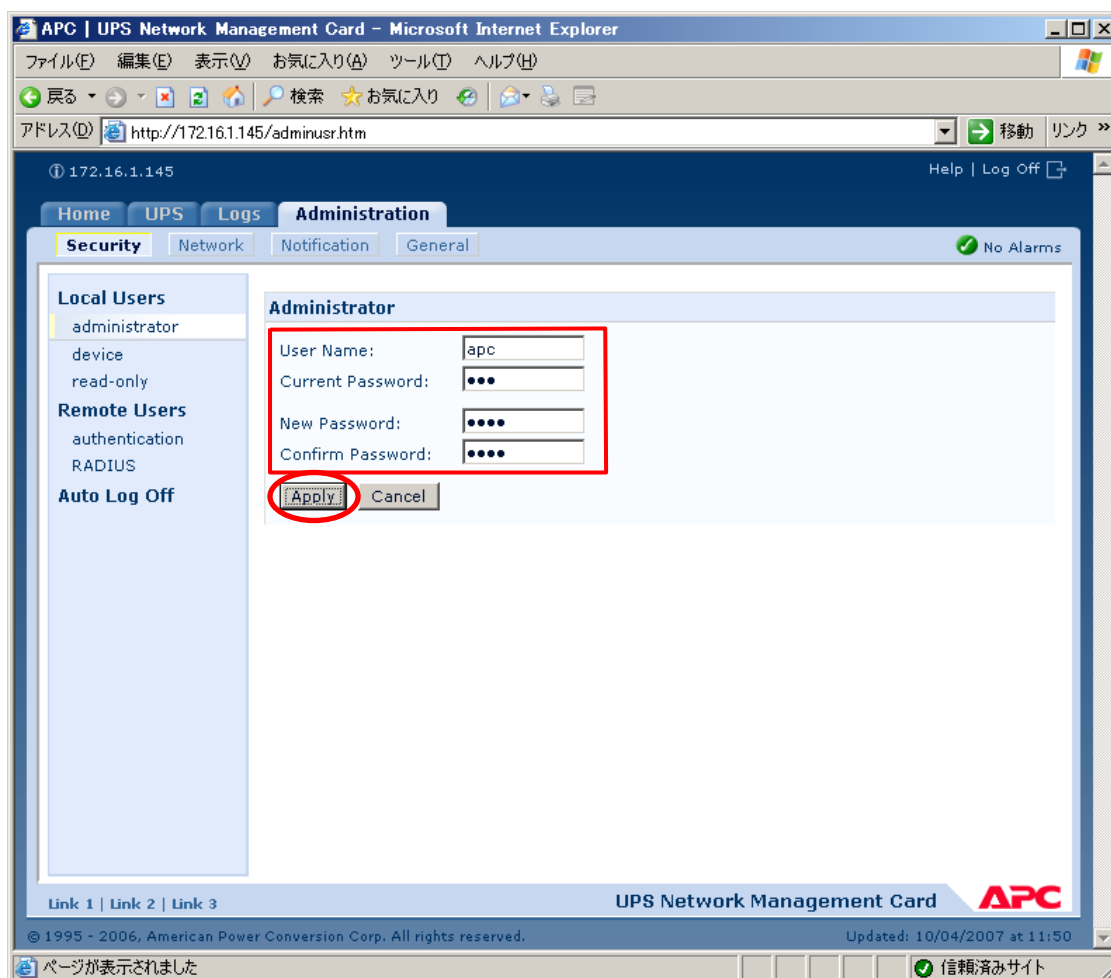 APC | UPS Network Management Card - Microsoft Internet Explorer
ファイル(F) 編集(E) 表示(V) お気に入り(A) ツール(T) ヘルプ(H)
戻る 検索 お気に入り
アドレス(D) http://172.16.1.145/adminusr.htm 移動 リンク »
172.16.1.145 Help | Log Off
Home UPS Logs Administration
Security Network Notification General No Alarms
Local Users
administrator
device
read-only
Remote Users
authentication
RADIUS
Auto Log Off
Administrator
User Name: apc
Current Password: •••
New Password: ••••
Confirm Password: ••••
Apply Cancel
Link 1 | Link 2 | Link 3 UPS Network Management Card APC
© 1995 - 2006, American Power Conversion Corp. All rights reserved. Updated: 10/04/2007 at 11:50
ページが表示されました 信頼済みサイト